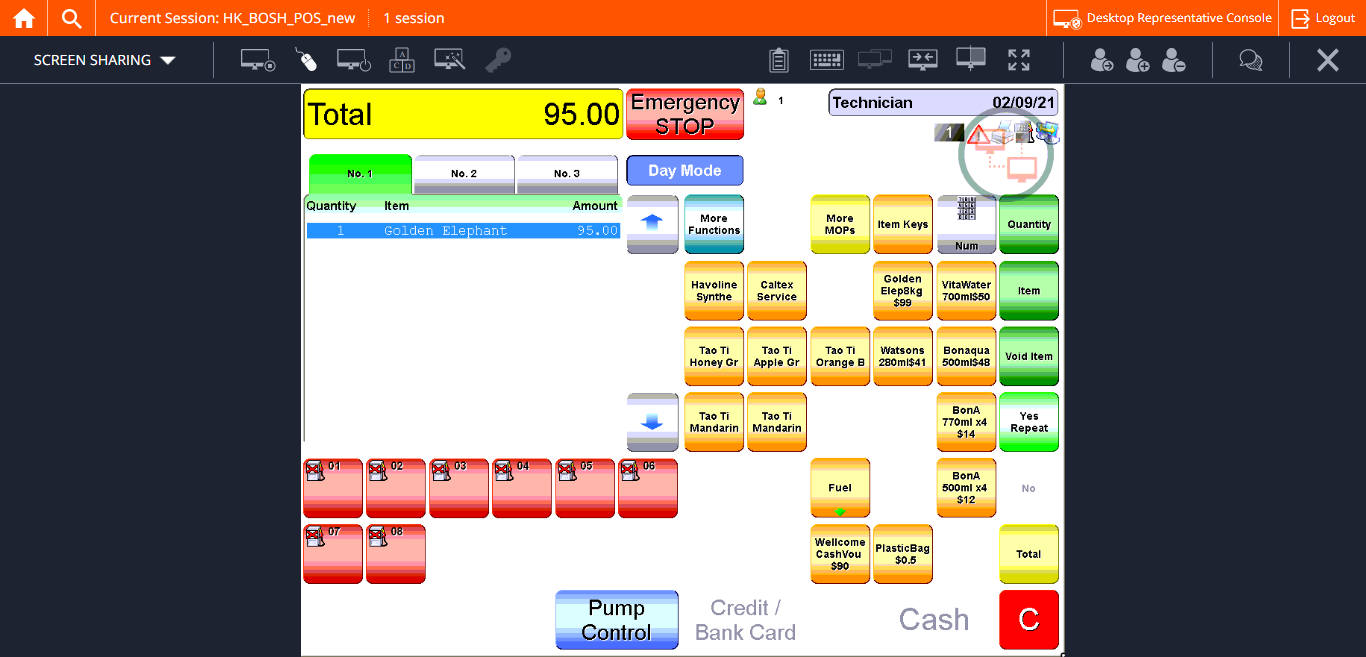 Current Session: HK_BOSH_POS_new
1 session
Desktop Representative Console
Logout
SCREEN SHARING
A
B
C D
Total 95.00
Emergency
STOP
1
Technician 02/09/21
1
No. 1
No. 2
No. 3
Day Mode
Quantity Item Amount
1 Golden Elephant 95.00
More
Functions
More
MOPs
Item Keys
Num
Quantity
Havoline
Synthe
Caltex
Service
Golden
Elep8kg
$99
VitaWater
700ml$50
Item
Tao Ti
Honey Gr
Tao Ti
Apple Gr
Tao Ti
Orange B
Watsons
280ml$41
Bonaqua
500ml$48
Void Item
Tao Ti
Mandarin
Tao Ti
Mandarin
BonA
770ml x4
$14
Yes
Repeat
01
02
03
04
05
06
Fuel
BonA
500ml x4
$12
No
07
08
Wellcome
CashVou
$90
PlasticBag
$0.5
Total
Pump
Control
Credit /
Bank Card
Cash
C